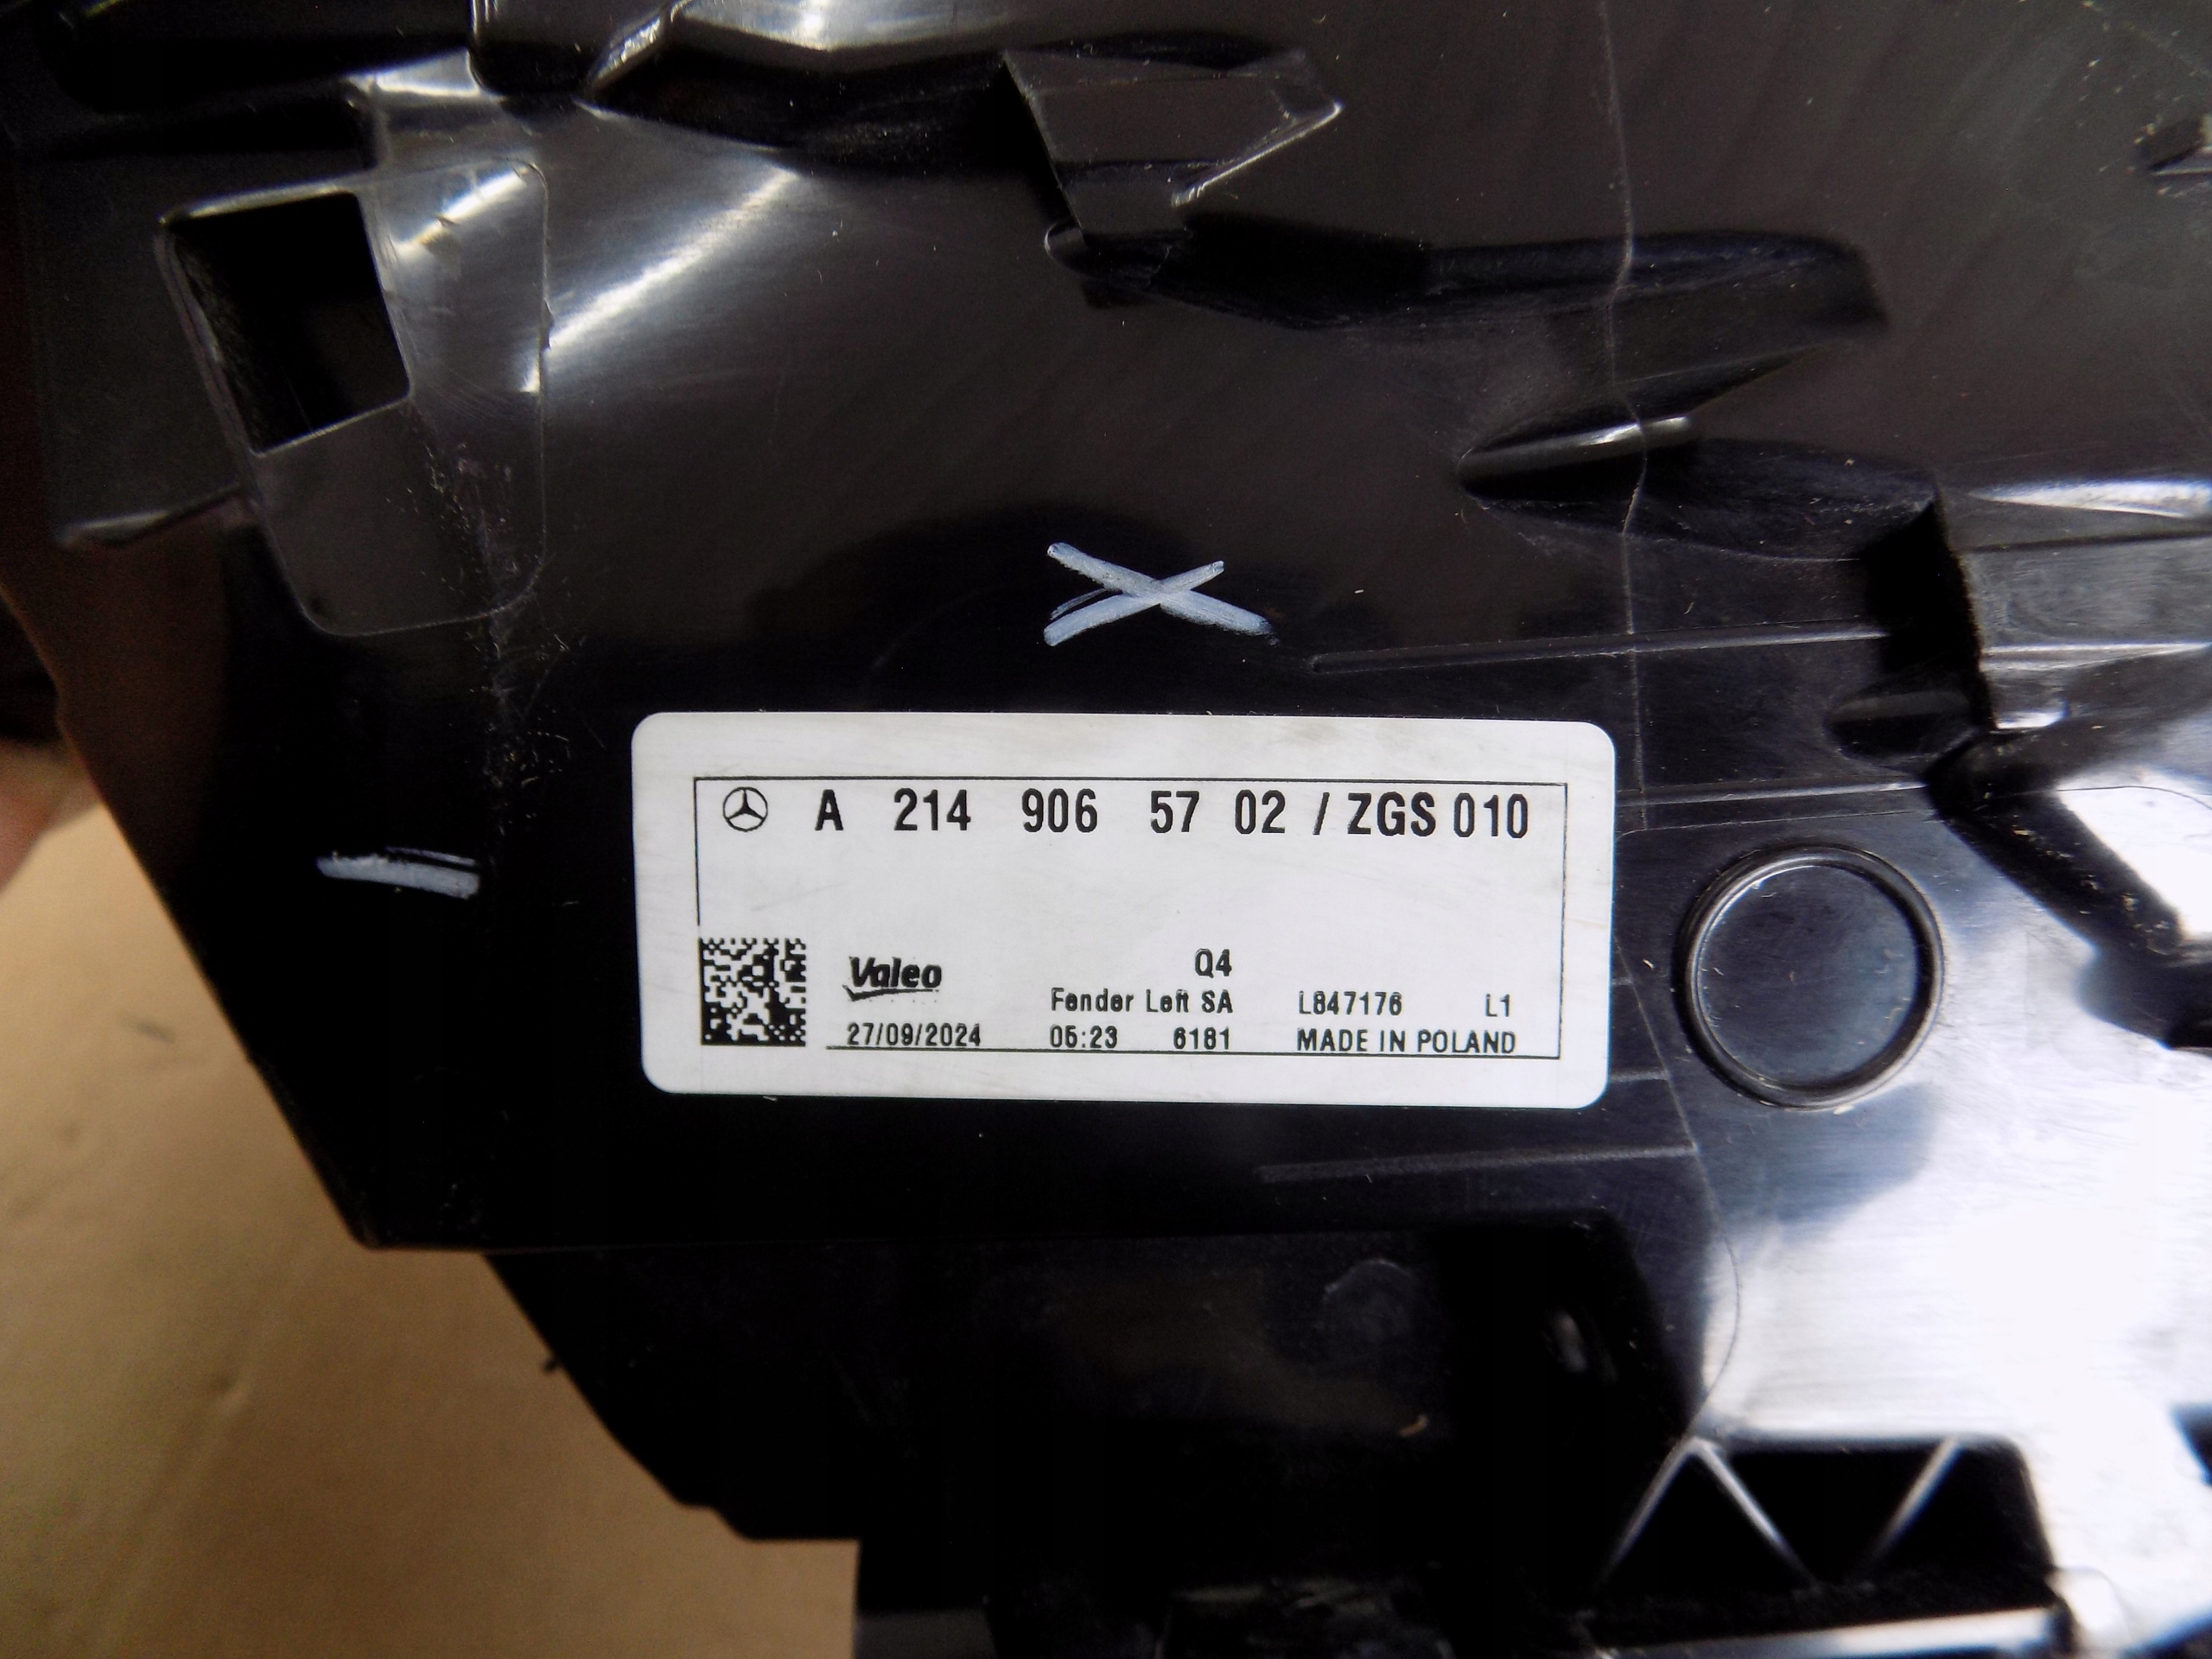 A 214 906 57 02 / ZGS 010
Valeo Q4
Fender Left SA L847176 L1
27/09/2024 05:23 6181 MADE IN POLAND